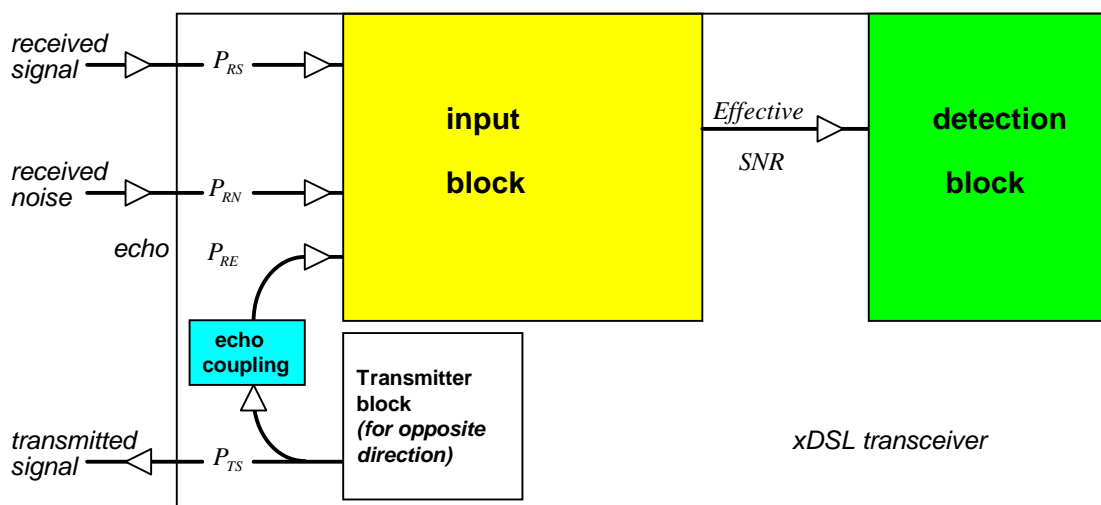 received
signal
P_RS
received
noise
P_RN
echo
P_RE
input
block
Effective
SNR
detection
block
echo
coupling
Transmitter
block
(for opposite
direction)
transmitted
signal
P_TS
xDSL transceiver